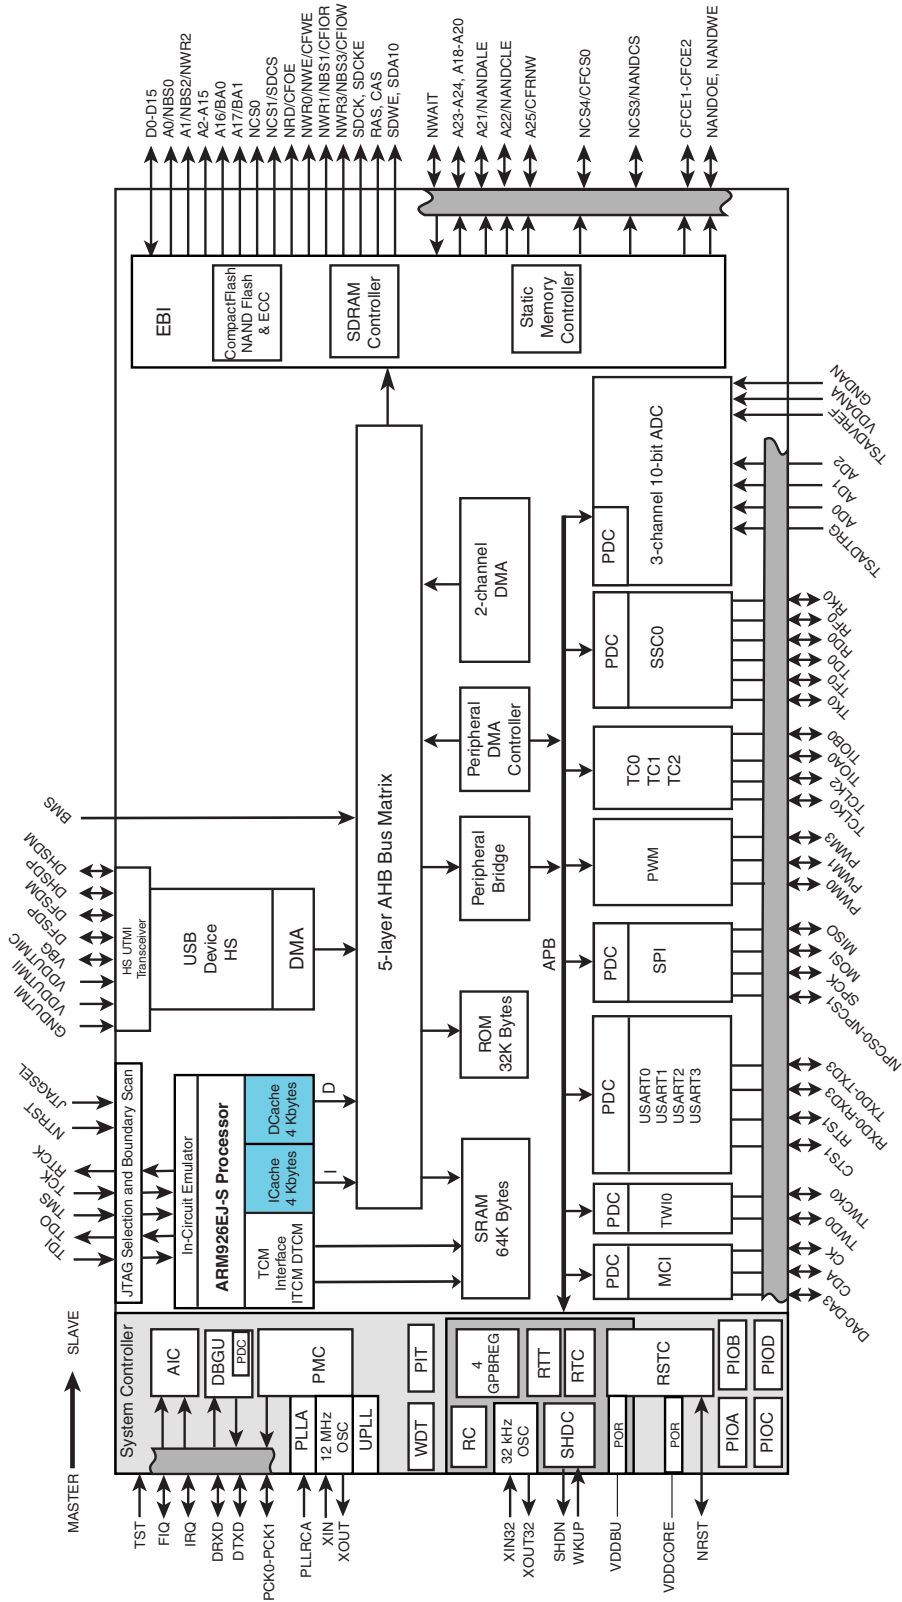 MASTER
SLAVE
TDI
TDO
TMS
TCK
RTCK
NTRST
JTAGSEL
GNDUTMI
VDDUTMII
VDDUTMIC
VBG
DFSDP
DFSDM
DHSDP
DHSDM
BMS
D0-D15
A0/NBS0
A1/NBS2/NWR2
A2-A15
A16/BA0
A17/BA1
NCS0
NCS1/SDCS
NRD/CFOE
NWR0/NWE/CFWE
NWR1/NBS1/CFIOR
NWR3/NBS3/CFIOW
SDCK, SDCKE
RAS, CAS
SDWE, SDA10
NWAIT
A23-A24, A18-A20
A21/NANDALE
A22/NANDCLE
A25/CFRNW
NCS4/CFCS0
NCS3/NANDCS
CFCE1-CFCE2
NANDOE, NANDWE
TST
FIQ
IRQ
DRXD
DTXD
PCK0-PCK1
PLLRCA
XIN
XOUT
XIN32
XOUT32
SHDN
WKUP
VDDBU
VDDCORE
NRST
System Controller
AIC
DBGU
PDC
PMC
PLLA
12 MHz
OSC
UPLL
WDT
PIT
4
GPBREG
RTT
RTC
RC
32 kHz
OSC
SHDC
POR
POR
RSTC
PIOA
PIOB
PIOC
PIOD
JTAG Selection and Boundary Scan
In-Circuit Emulator
ARM926EJ-S Processor
TCM
Interface
ITCM DTCM
ICache
4 Kbytes
DCache
4 Kbytes
I
D
HS UTMI
Transceiver
USB
Device
HS
DMA
5-layer AHB Bus Matrix
EBI
CompactFlash
NAND Flash
& ECC
SDRAM
Controller
Static
Memory
Controller
SRAM
64K Bytes
ROM
32K Bytes
Peripheral
Bridge
Peripheral
DMA
Controller
2-channel
DMA
APB
PDC
MCI
PDC
TWI0
PDC
USART0
USART1
USART2
USART3
PDC
SPI
PWM
TC0
TC1
TC2
PDC
SSC0
PDC
3-channel 10-bit ADC
DA0-DA3
CDA
CK
TWD0
TWCK0
CTS1
RTS1
RXD0-RXD3
TXD0-TXD3
NPCS0-NPCS1
SPCK
MOSI
MISO
PWM0
PWM1
PWM3
TCLK0
TCLK2
TIOA0
TIOB0
TK0
TF0
TD0
RD0
RF0
RK0
TSADTRG
AD0
AD1
AD2
TSADVREF
VDDANA
GNDAN